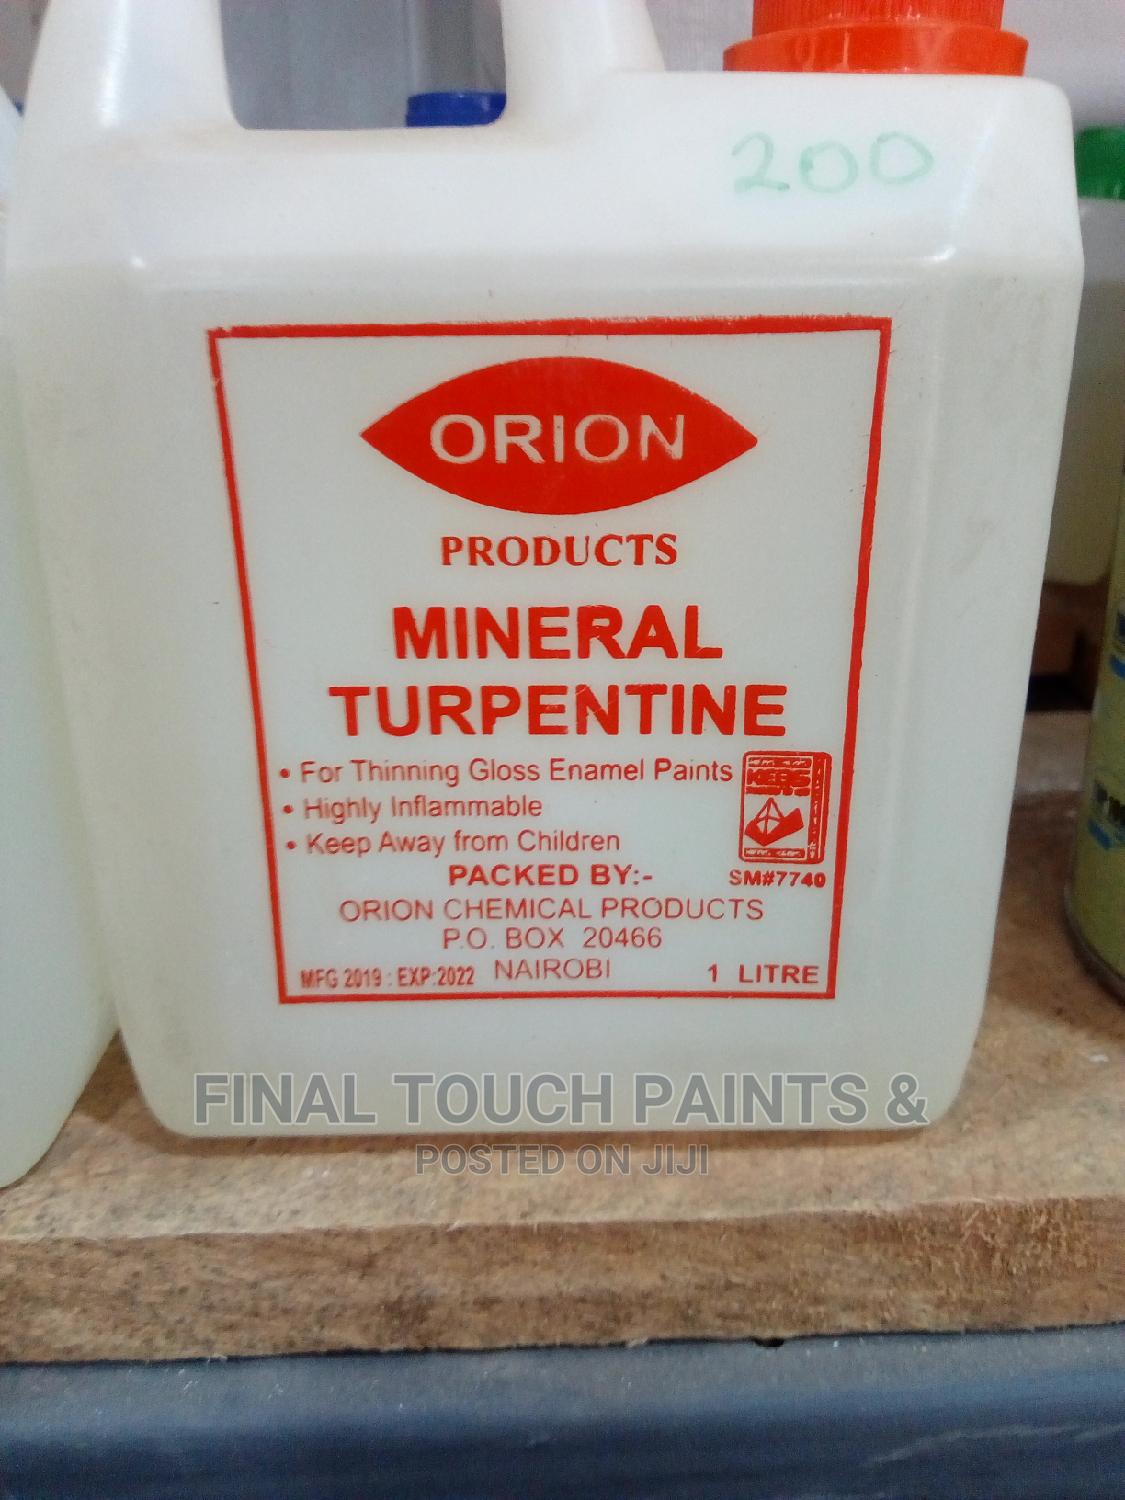 200
ORION
PRODUCTS
MINERAL
TURPENTINE
• For Thinning Gloss Enamel Paints
• Highly Inflammable
• Keep Away from Children
KEBS
SM#7740
PACKED BY:-
ORION CHEMICAL PRODUCTS
P.O. BOX 20466
NAIROBI
MFG 2019 : EXP:2022
1 LITRE
FINAL TOUCH PAINTS &
POSTED ON JIJI